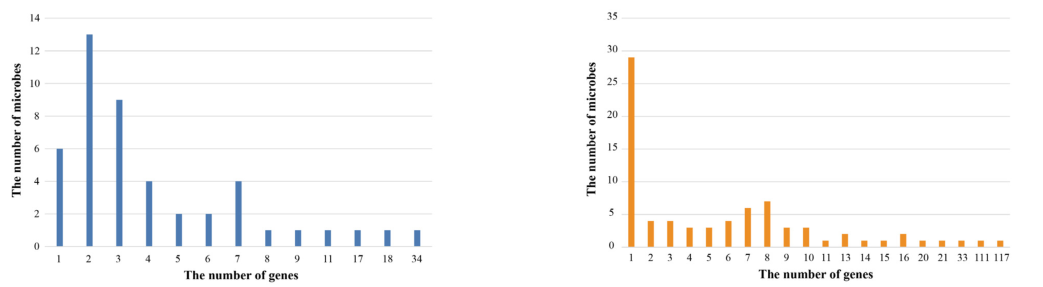 14
12
10
8
6
4
2
0
The number of microbes
1 2 3 4 5 6 7 8 9 11 17 18 34
The number of genes
35
30
25
20
15
10
5
0
The number of microbes
1 2 3 4 5 6 7 8 9 10 11 13 14 15 16 20 21 33 111 117
The number of genes